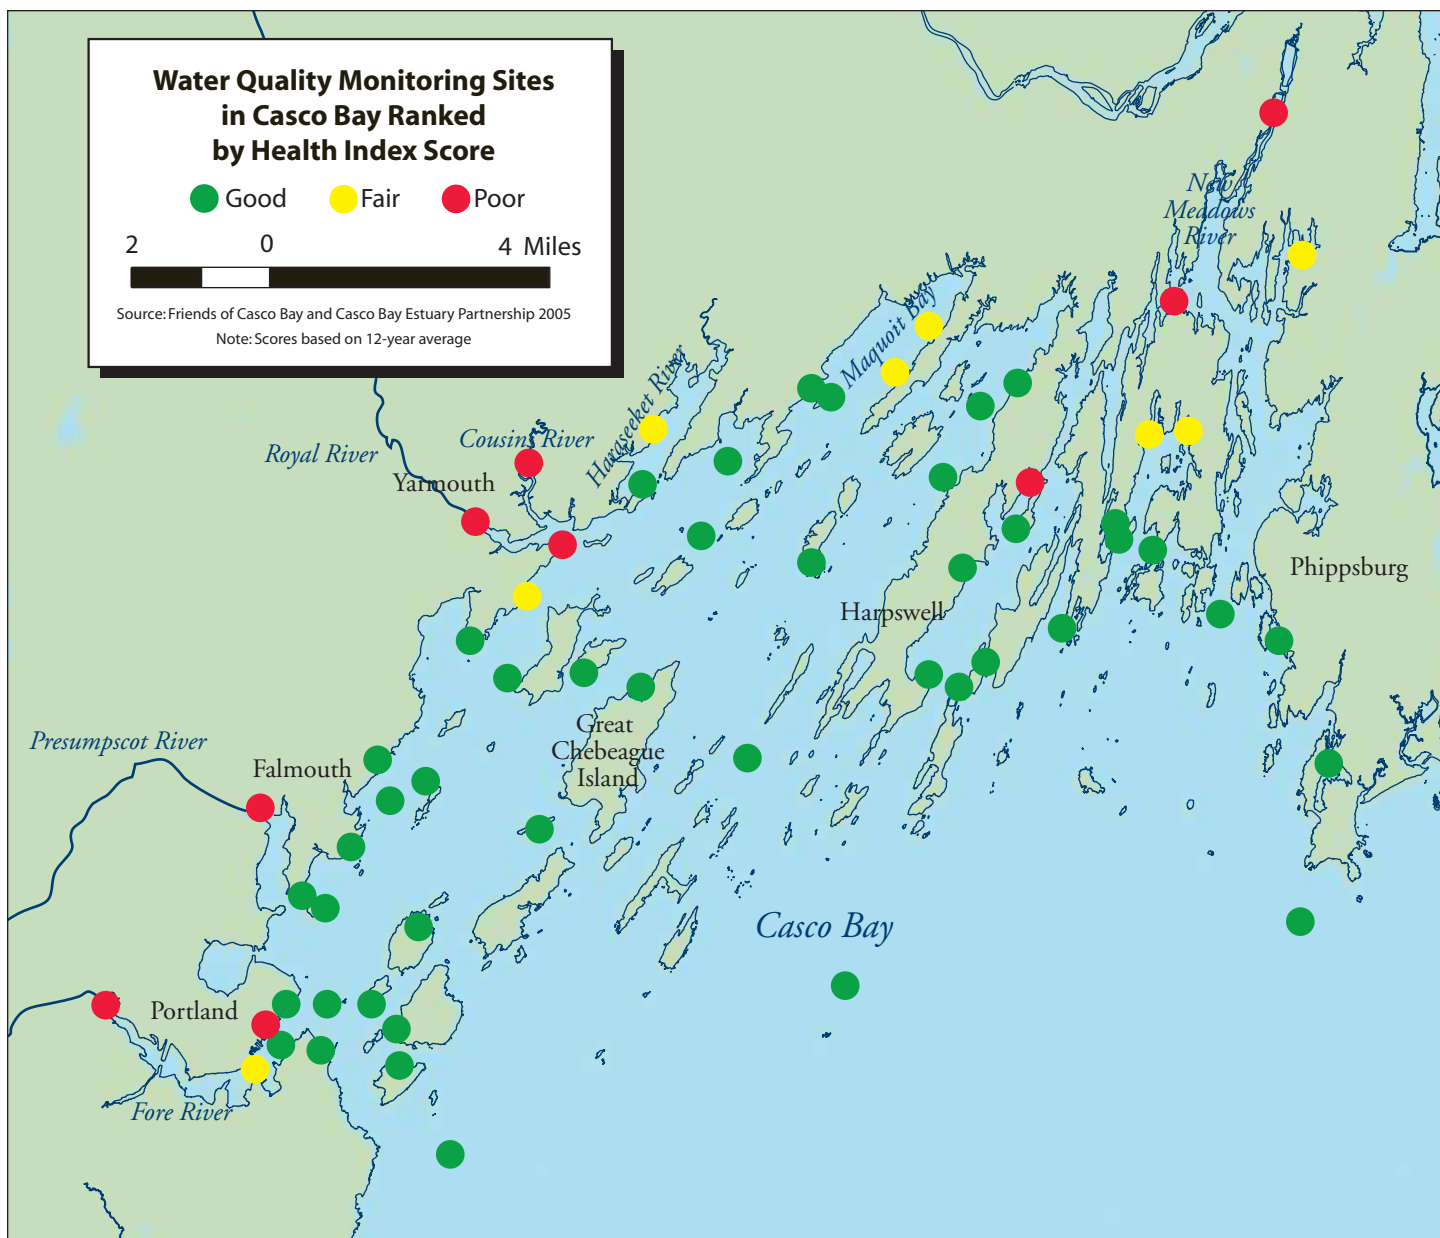 Water Quality Monitoring Sites
in Casco Bay Ranked
by Health Index Score
Good Fair Poor
2 0 4 Miles
Source: Friends of Casco Bay and Casco Bay Estuary Partnership 2005
Note: Scores based on 12-year average
New
Meadows
River
Maquoit Bay
Haraseeket River
Cousins River
Royal River
Yarmouth
Phippsburg
Harpswell
Great
Chebeague
Island
Presumpscot River
Falmouth
Casco Bay
Portland
Fore River